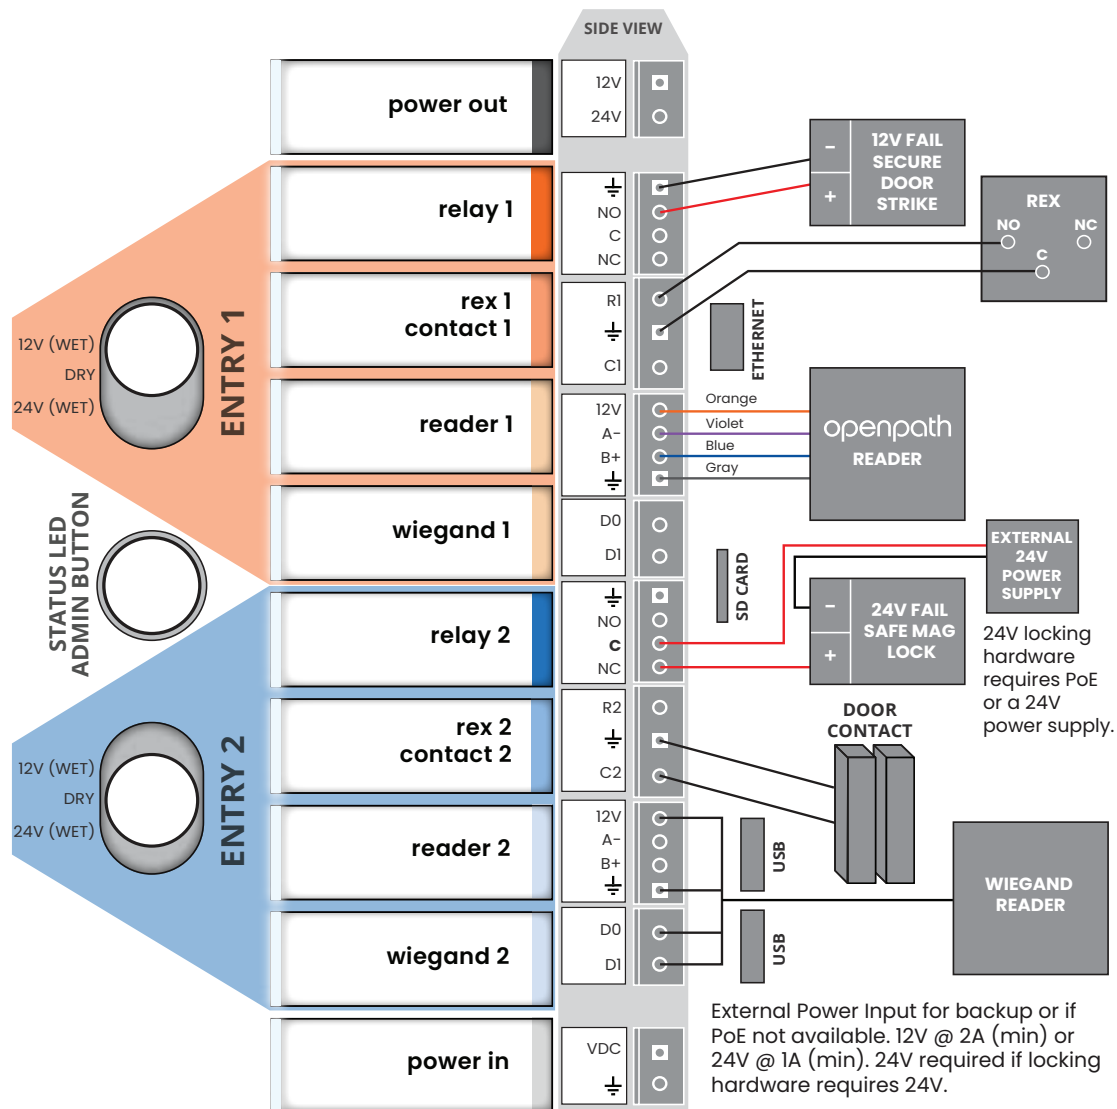 SIDE VIEW
power out
12V
24V
relay 1
NO
C
NC
12V FAIL
SECURE
DOOR
STRIKE
-
+
REX
NO
NC
C
rex 1
contact 1
R1
C1
ETHERNET
12V (WET)
DRY
24V (WET)
ENTRY 1
reader 1
12V
A-
B+
Orange
Violet
Blue
Gray
openpath
READER
wiegand 1
D0
D1
SD CARD
STATUS LED
ADMIN BUTTON
EXTERNAL
24V
POWER
SUPPLY
relay 2
NO
C
NC
-
+
24V FAIL
SAFE MAG
LOCK
24V locking
hardware
requires PoE
or a 24V
power supply.
rex 2
contact 2
R2
C2
DOOR
CONTACT
12V (WET)
DRY
24V (WET)
ENTRY 2
reader 2
12V
A-
B+
USB
WIEGAND
READER
wiegand 2
D0
D1
USB
External Power Input for backup or if
PoE not available. 12V @ 2A (min) or
24V @ 1A (min). 24V required if locking
hardware requires 24V.
power in
VDC